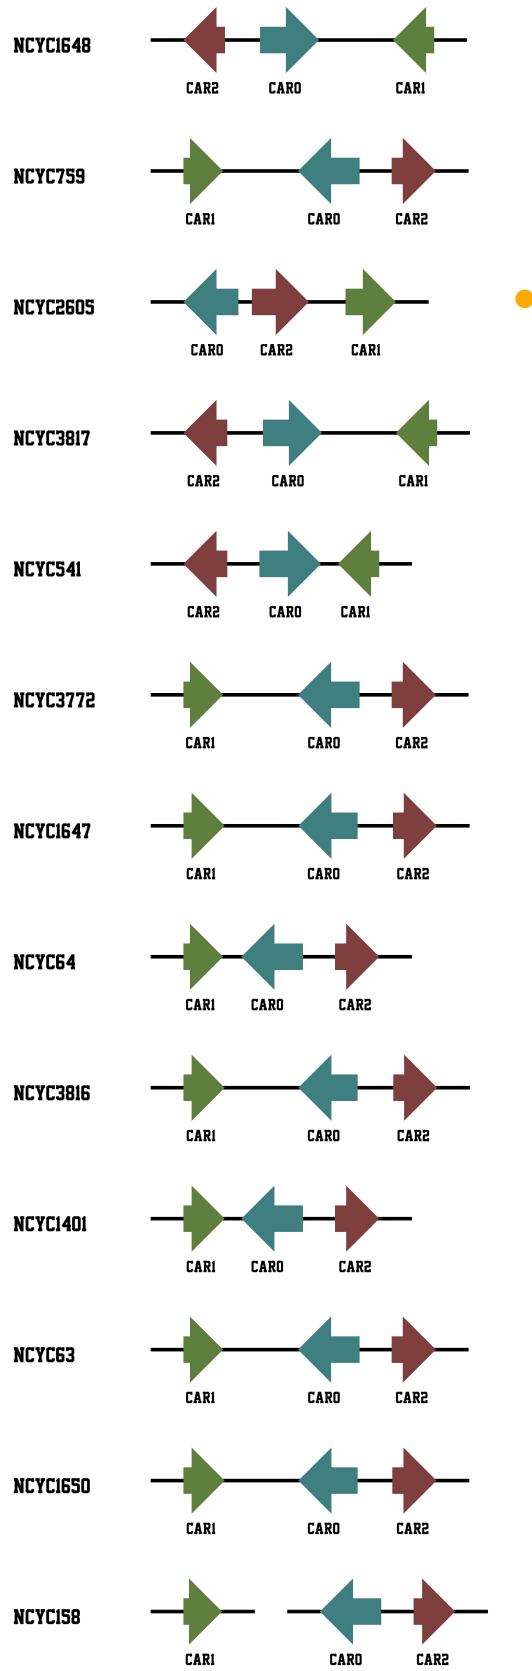 NCYC1648
CAR2 CAR0 CAR1
NCYC759
CAR1 CAR0 CAR2
NCYC2605
CAR0 CAR2 CAR1
NCYC3817
CAR2 CAR0 CAR1
NCYC541
CAR2 CAR0 CAR1
NCYC3772
CAR1 CAR0 CAR2
NCYC1647
CAR1 CAR0 CAR2
NCYC64
CAR1 CAR0 CAR2
NCYC3816
CAR1 CAR0 CAR2
NCYC1401
CAR1 CAR0 CAR2
NCYC63
CAR1 CAR0 CAR2
NCYC1650
CAR1 CAR0 CAR2
NCYC158
CAR1 CAR0 CAR2